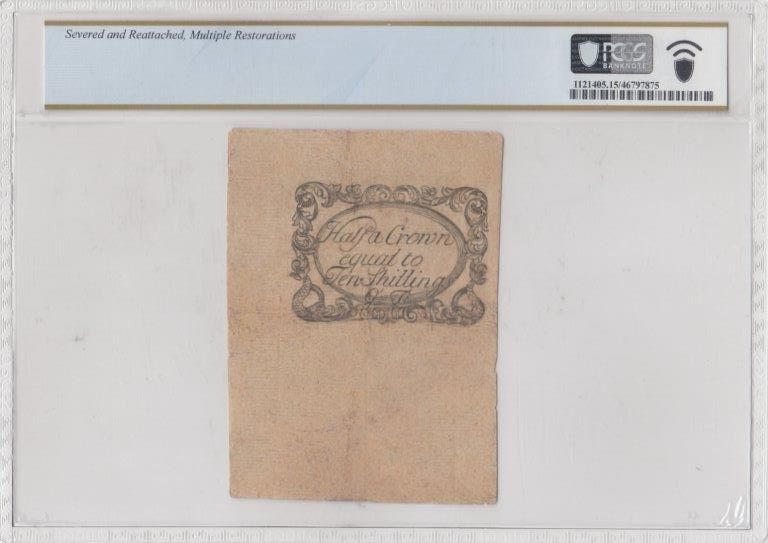 Severed and Reattached, Multiple Restorations
PCGS
BANKNOTE
1121405.15/46797875
Half a Crown
equal to
Ten Shilling
O T